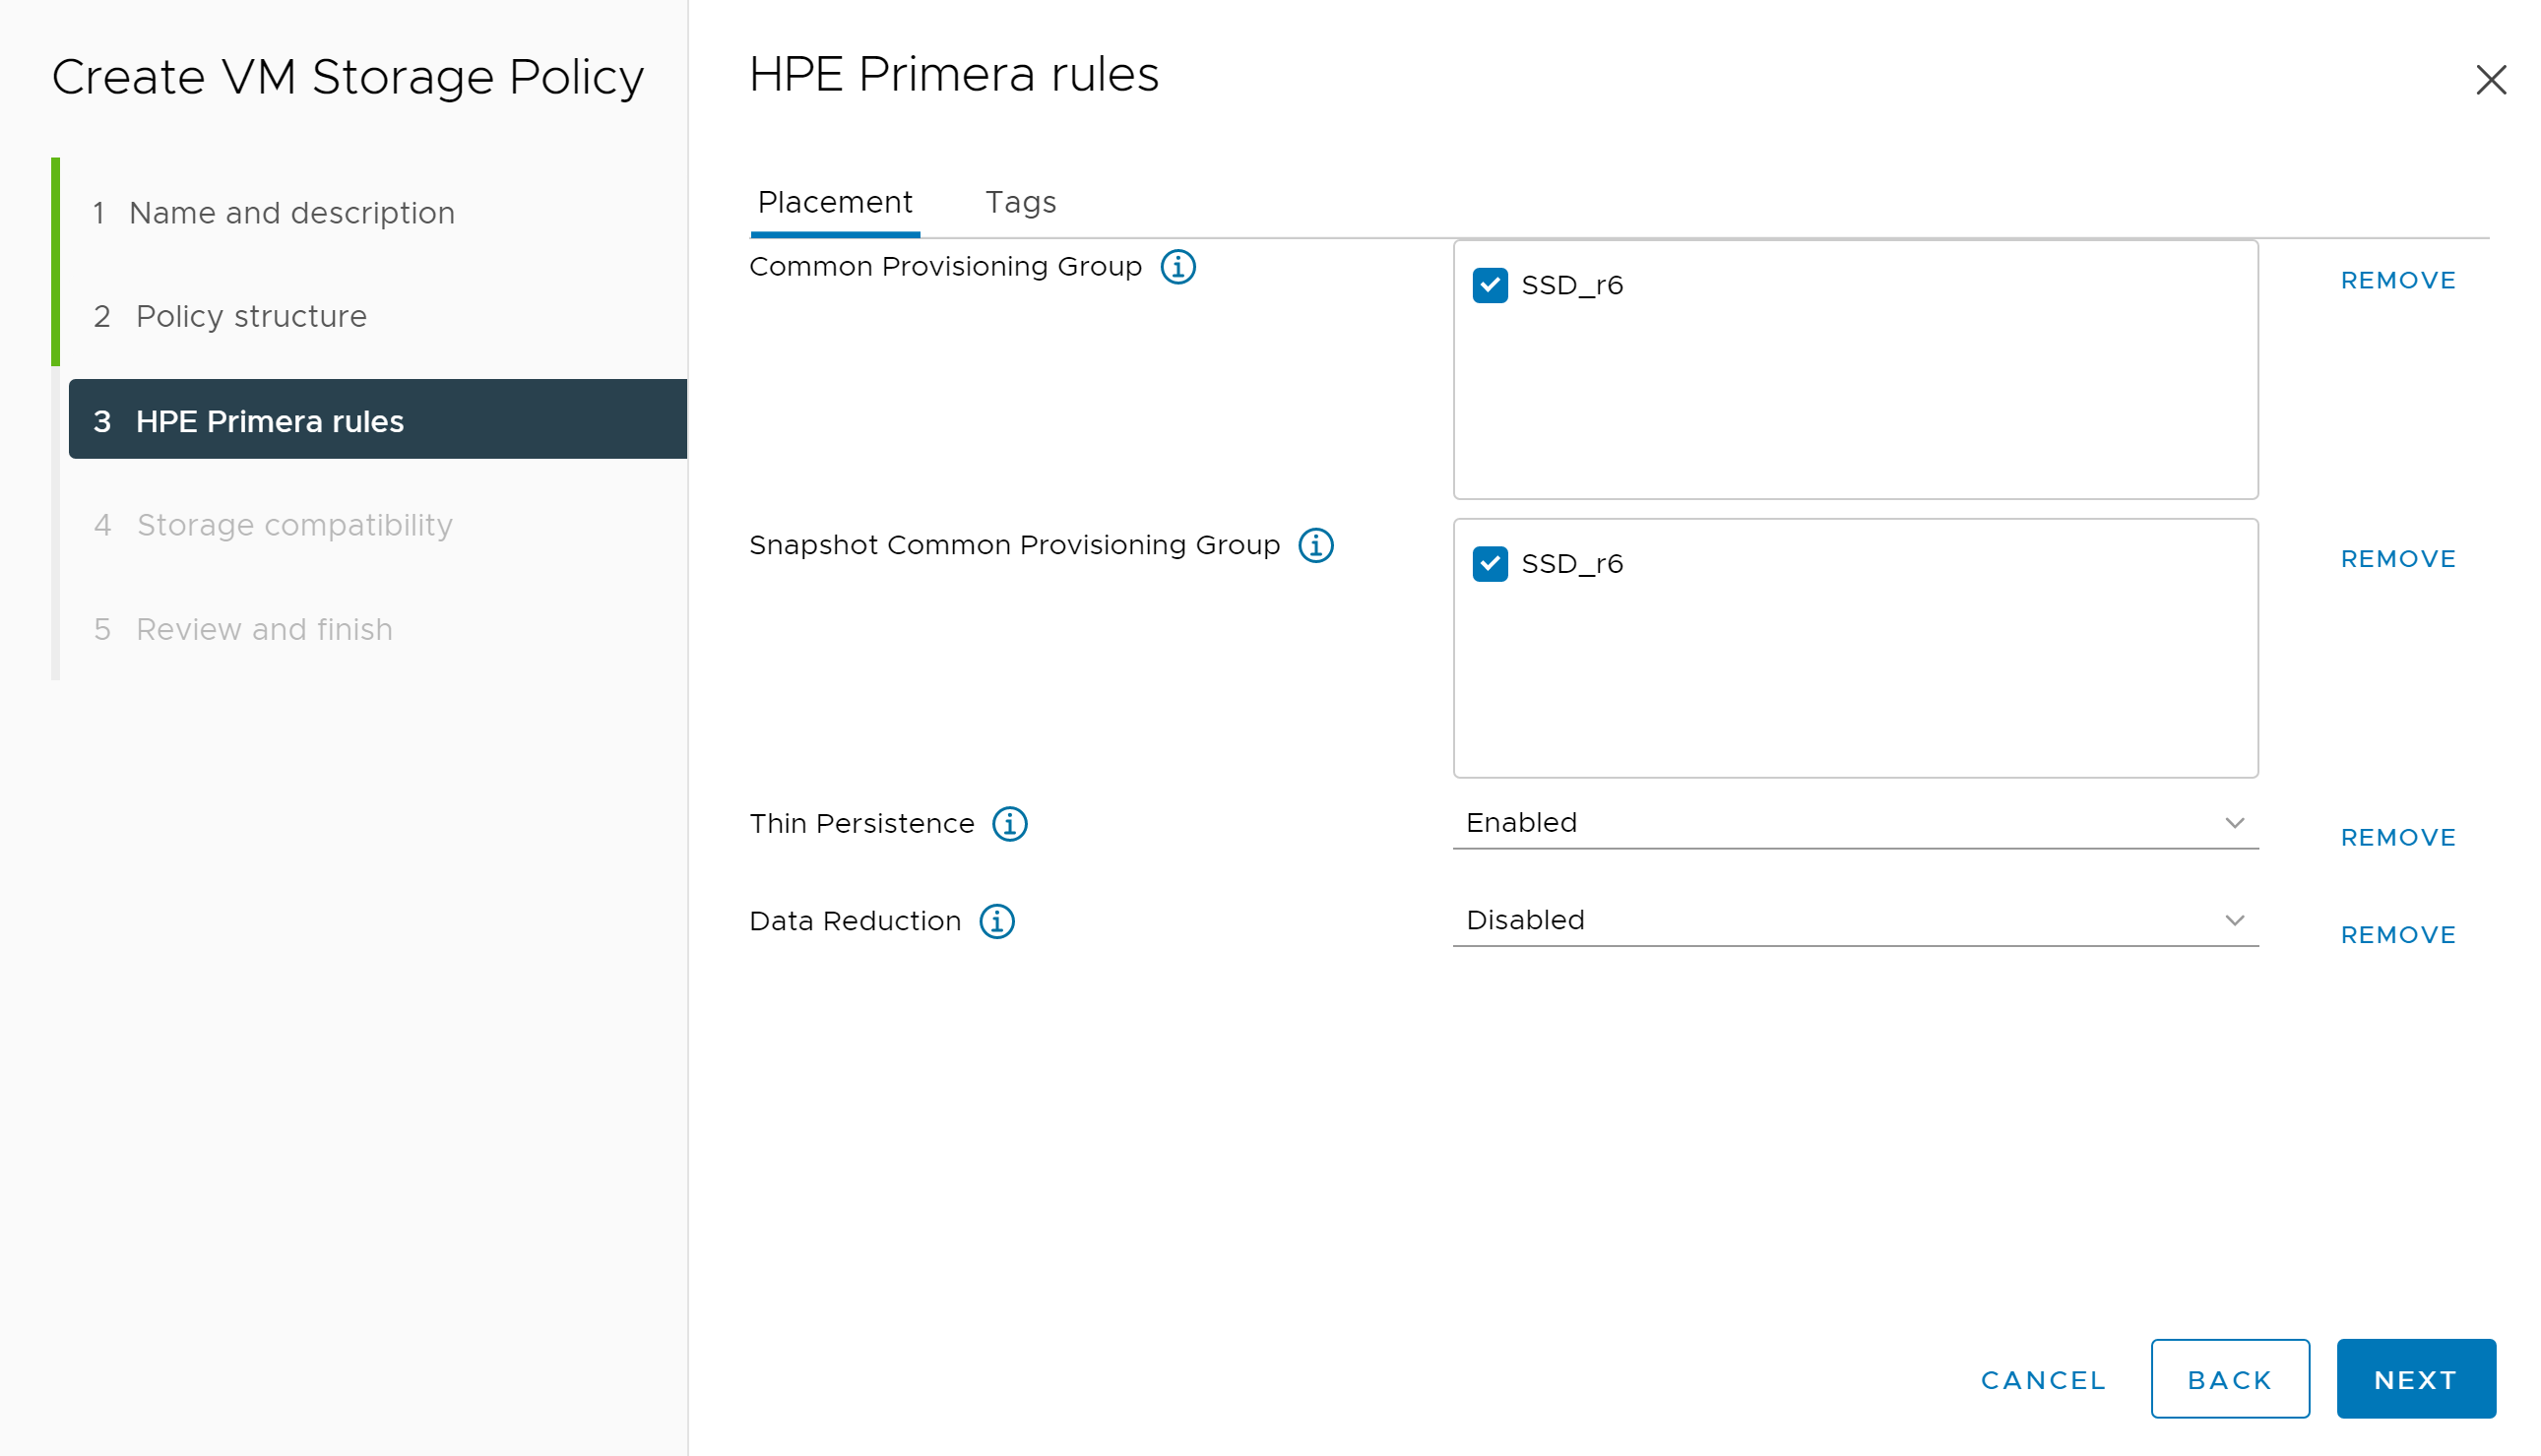 Create VM Storage Policy
1 Name and description
2 Policy structure
3 HPE Primera rules
4 Storage compatibility
5 Review and finish
HPE Primera rules
Placement Tags
Common Provisioning Group
SSD_r6
REMOVE
Snapshot Common Provisioning Group
SSD_r6
REMOVE
Thin Persistence
Enabled
REMOVE
Data Reduction
Disabled
REMOVE
CANCEL BACK NEXT